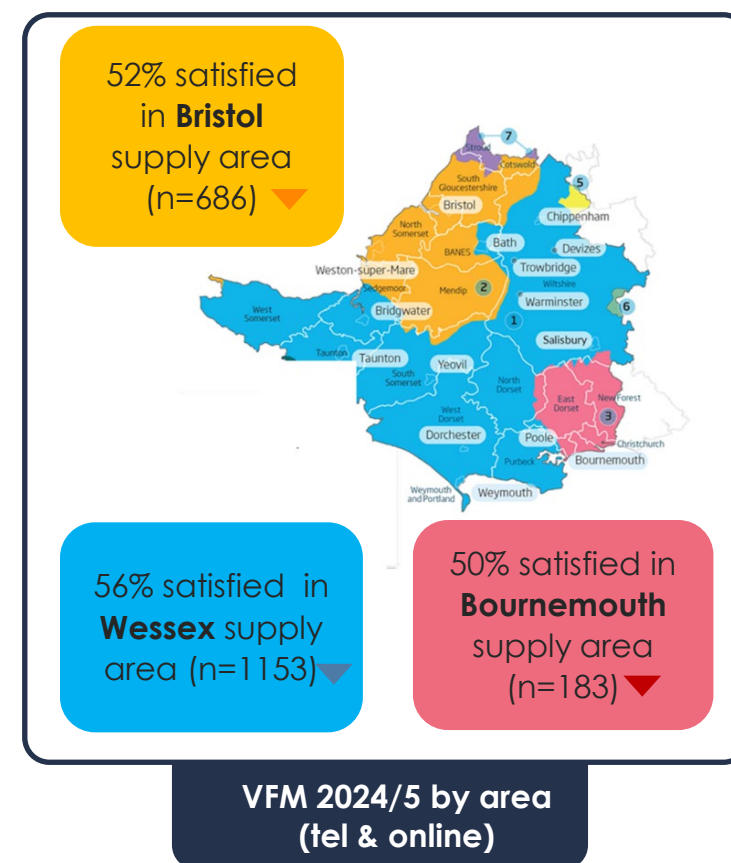 52% satisfied
in Bristol
supply area
(n=686)
7
Stroud
Cotswold
5
South
Gloucestershire
Bristol
Chippenham
North
Somerset
Bath
Devizes
BANES
Weston-super-Mare
Trowbridge
Sedgemoor
Mendip
2
Wiltshire
Warminster
6
West
Somerset
Bridgwater
1
Salisbury
Taunton
Taunton
Yeovil
South
Somerset
North
Dorset
East
Dorset
New Forest
3
West
Dorset
Dorchester
Poole
Christchurch
Purbeck
Bournemouth
Weymouth
and Portland
Weymouth
56% satisfied in
Wessex supply
area (n=1153)
50% satisfied in
Bournemouth
supply area
(n=183)
VFM 2024/5 by area
(tel & online)